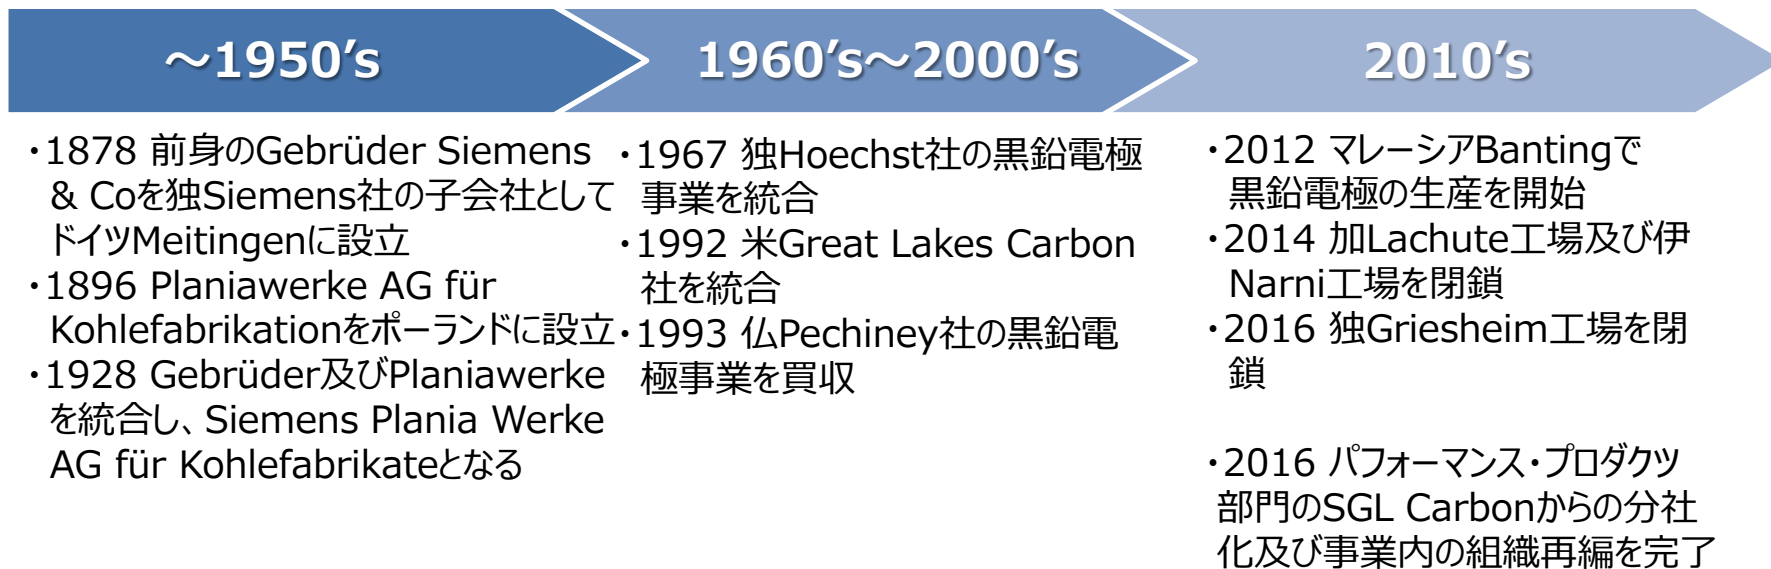 ～1950’s
・1878 前身のGebrüder Siemens
& Coを独Siemens社の子会社として
ドイツMeitingenに設立
・1896 Planiawerke AG für
Kohlefabrikationをポーランドに設立
・1928 Gebrüder及びPlaniawerke
を統合し、Siemens Plania Werke
AG für Kohlefabrikateとなる
1960’s～2000’s
・1967 独Hoechst社の黒鉛電極
事業を統合
・1992 米Great Lakes Carbon
社を統合
・1993 仏Pechiney社の黒鉛電
極事業を買収
2010’s
・2012 マレーシアBantingで
黒鉛電極の生産を開始
・2014 加Lachute工場及び伊
Narni工場を閉鎖
・2016 独Griesheim工場を閉
鎖
・2016 パフォーマンス・プロダクツ
部門のSGL Carbonからの分社
化及び事業内の組織再編を完了